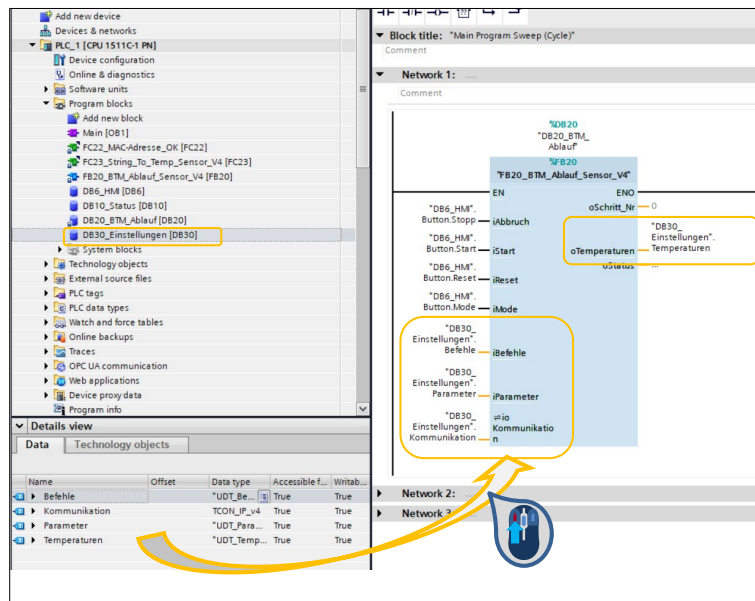 Add new device
Devices & networks
PLC_1 [CPU 1511C-1 PN]
Device configuration
Online & diagnostics
Software units
Program blocks
Add new block
Main [OB1]
FC22_MAC-Adresse_OK [FC22]
FC23_String_To_Temp_Sensor_V4 [FC23]
FB20_BTM_Ablauf_Sensor_V4 [FB20]
DB6_HMI [DB6]
DB10_Status [DB10]
DB20_BTM_Ablauf [DB20]
DB30_Einstellungen [DB30]
System blocks
Technology objects
External source files
PLC tags
PLC data types
Watch and force tables
Online backups
Traces
OPC UA communication
Web applications
Device proxy data
Program info
Details view
Data Technology objects
Name Offset Data type Accessible f... Writab...
Befehle "UDT_Be... True True
Kommunikation TCON_IP_v4 True True
Parameter "UDT_Para... True True
Temperaturen "UDT_Temp... True True
Block title: "Main Program Sweep (Cycle)"
Comment
Network 1: .....
Comment
%DB20
"DB20_BTM_
Ablauf"
%FB20
"FB20_BTM_Ablauf_Sensor_V4"
EN ENO
oSchritt_Nr 0
"DB6_HMI".
Button.Stopp iAbbruch
"DB30_
Einstellungen".
oTemperaturen Temperaturen
"DB6_HMI".
Button.Start iStart
oStatus ...
"DB6_HMI".
Button.Reset iReset
"DB6_HMI".
Button.Mode iMode
"DB30_
Einstellungen".
Befehle iBefehle
"DB30_
Einstellungen".
Parameter iParameter
"DB30_
Einstellungen".
Kommunikation
io
Kommunikatio
n
Network 2: .....
Network 3